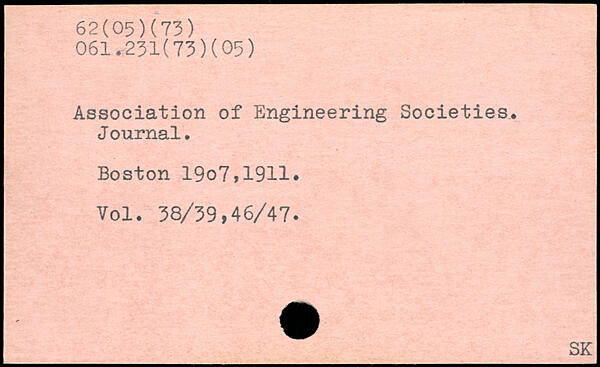 62(05)(73)
061.231(73)(05)
Association of Engineering Societies.
Journal.
Boston 19o7,1911.
Vol. 38/39,46/47.
SK